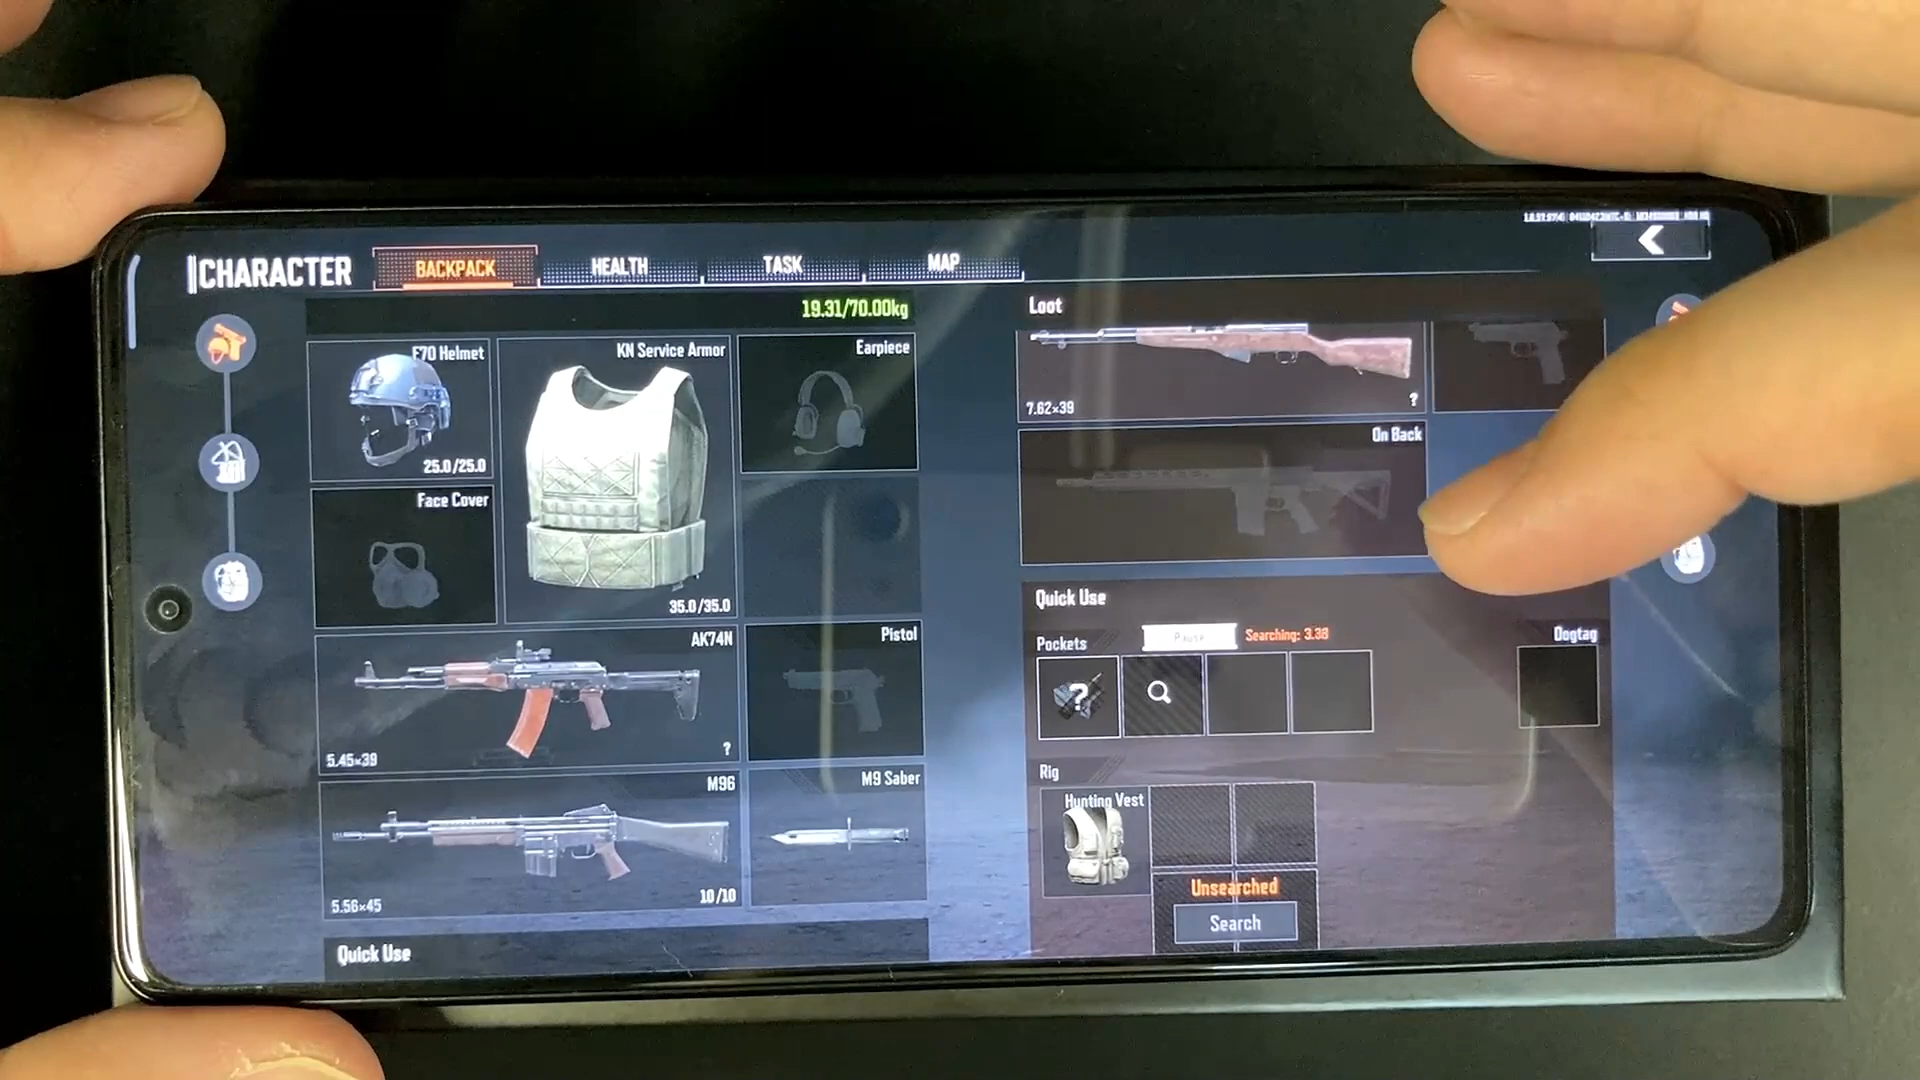 CHARACTER
BACKPACK
HEALTH
TASK
MAP
19.31/70.00kg
F70 Helmet
25.0/25.0
KN Service Armor
35.0/35.0
Earpiece
Face Cover
AK74N
5.45×39
?
Pistol
M96
5.56×45
10/10
M9 Saber
Quick Use
Loot
7.62×39
?
On Back
Quick Use
Pockets
Pause
Searching: 3.38
Dogtag
?
Rig
Hunting Vest
Unsearched
Search